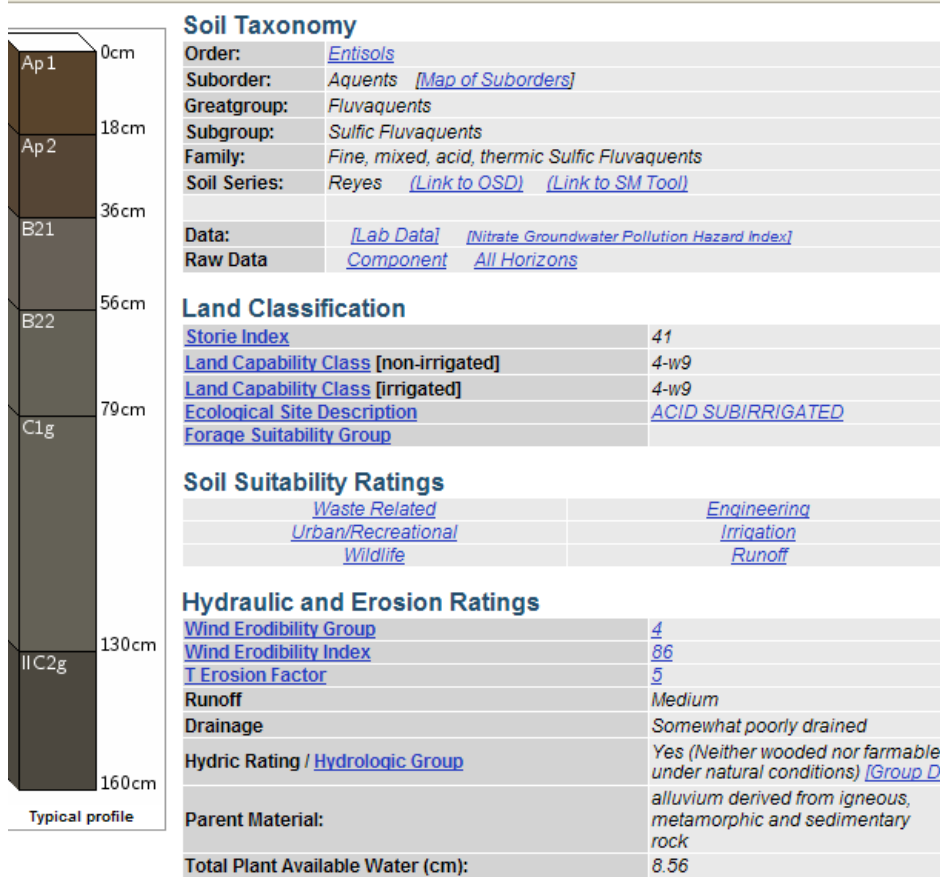 Ap1
0cm
18cm
Ap2
36cm
B21
56cm
B22
79cm
C1g
130cm
IIC2g
160cm
Typical profile
Soil Taxonomy
Order: Entisols
Suborder: Aquents [Map of Suborders]
Greatgroup: Fluvaquents
Subgroup: Sulfic Fluvaquents
Family: Fine, mixed, acid, thermic Sulfic Fluvaquents
Soil Series: Reyes (Link to OSD) (Link to SM Tool)
Data: [Lab Data] [Nitrate Groundwater Pollution Hazard Index]
Raw Data Component All Horizons
Land Classification
Storie Index 41
Land Capability Class [non-irrigated] 4-w9
Land Capability Class [irrigated] 4-w9
Ecological Site Description ACID SUBIRRIGATED
Forage Suitability Group
Soil Suitability Ratings
Waste Related Engineering
Urban/Recreational Irrigation
Wildlife Runoff
Hydraulic and Erosion Ratings
Wind Erodibility Group 4
Wind Erodibility Index 86
T Erosion Factor 5
Runoff Medium
Drainage Somewhat poorly drained
Hydric Rating / Hydrologic Group Yes (Neither wooded nor farmable
under natural conditions) [Group D
Parent Material: alluvium derived from igneous,
metamorphic and sedimentary
rock
Total Plant Available Water (cm): 8.56